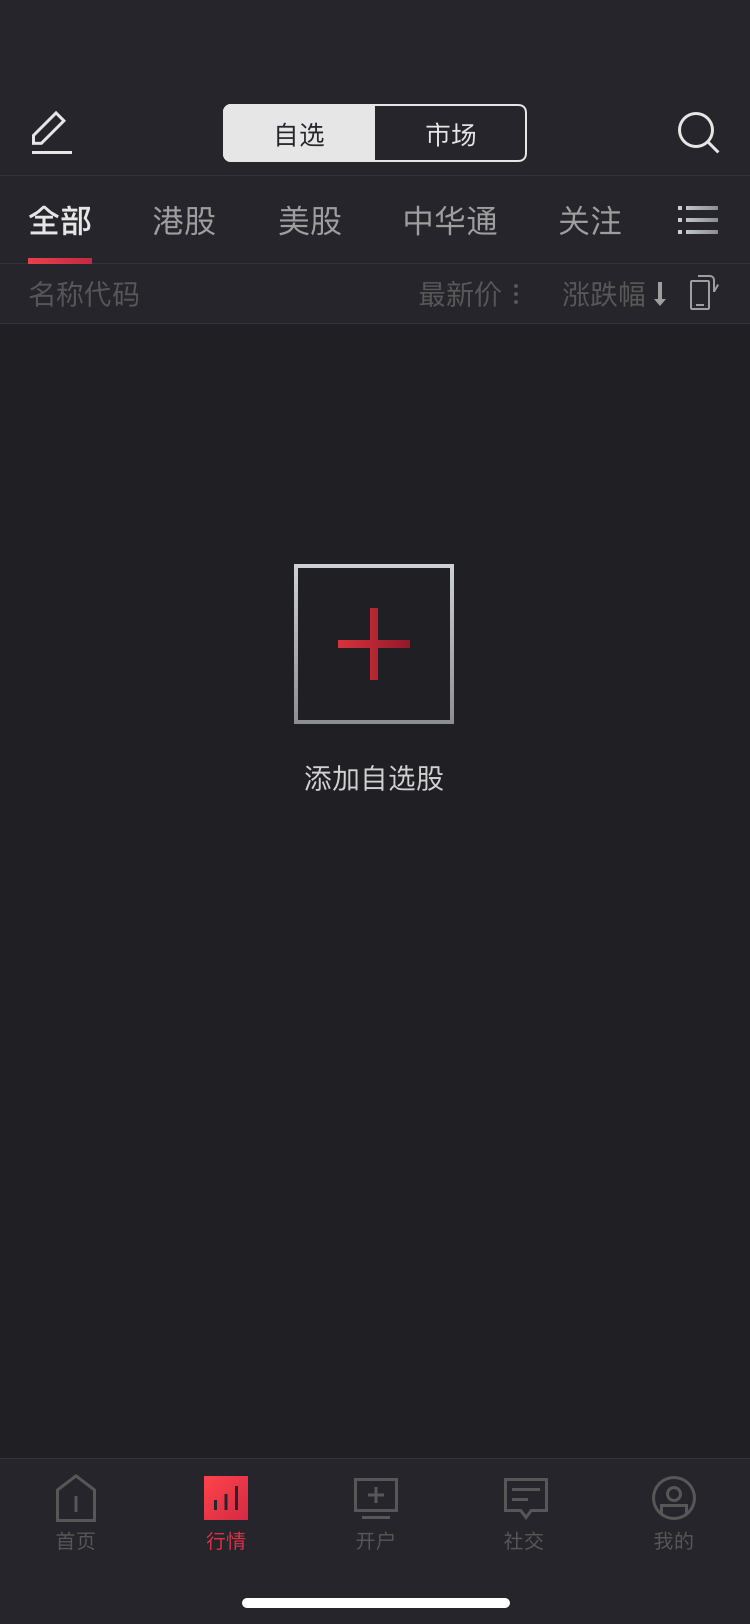 自选 市场
全部 港股 美股 中华通 关注
名称代码 最新价 涨跌幅
添加自选股
首页 行情 开户 社交 我的